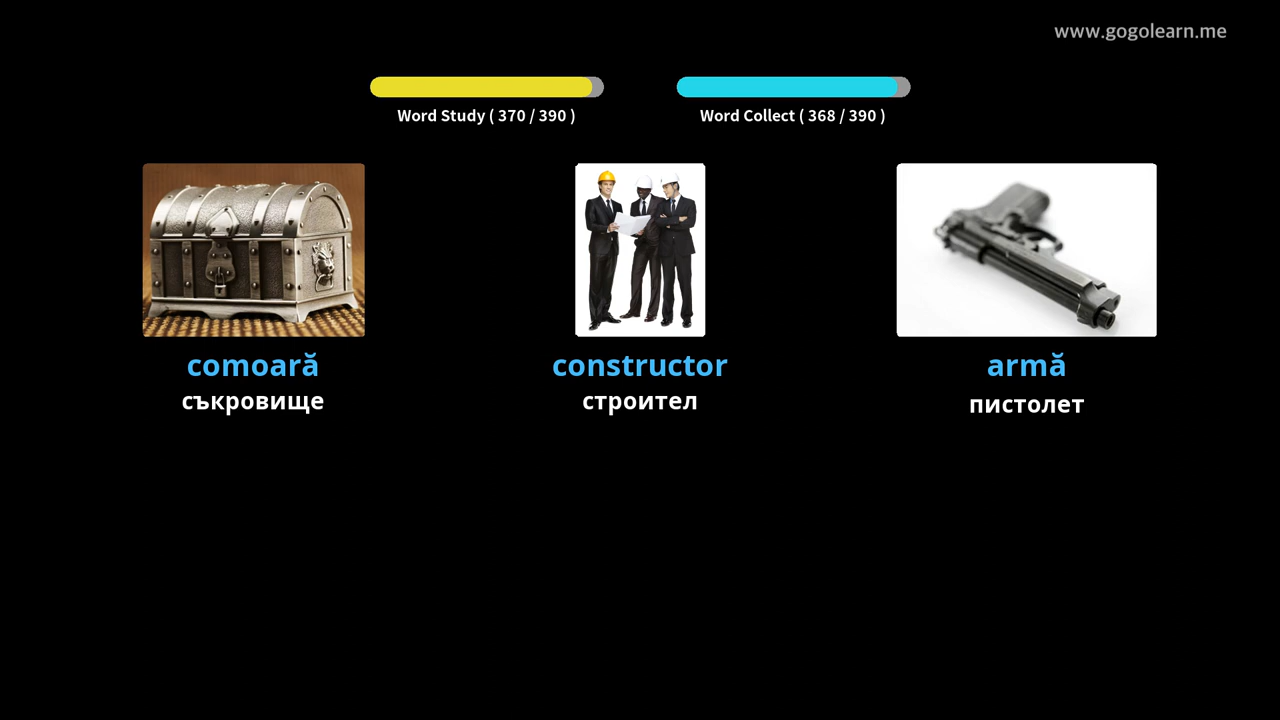 www.gogolearn.me
Word Study ( 370 / 390 )
Word Collect ( 368 / 390 )
comoară
constructor
armă
съкровище
строител
пистолет